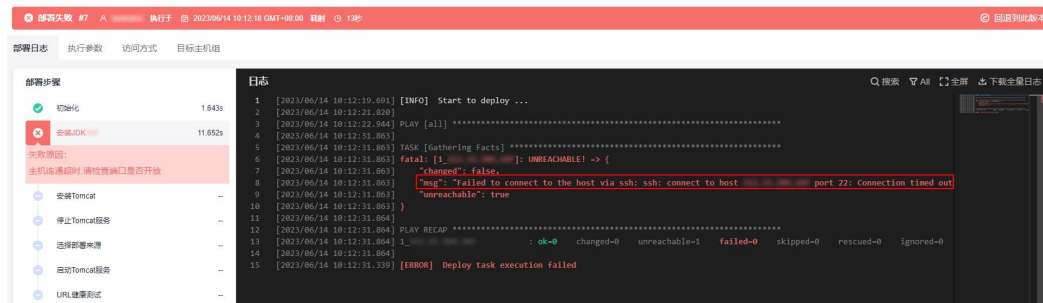 部署失败 #7 A 执行于 2023/06/14 10:12:18 GMT+08:00 耗时 13秒 回退到此版本
部署日志 执行参数 访问方式 目标主机组
部署步骤
初始化 1.643s
安装JDK 11.652s
失败原因:
主机连通超时,请检查端口是否开放
安装Tomcat --
停止Tomcat服务 --
选择部署来源 --
启动Tomcat服务 --
URL健康测试 --
日志 搜索 All 全屏 下载全量日志
1 [2023/06/14 10:12:19.691] [INFO] Start to deploy ...
2 [2023/06/14 10:12:21.820]
3 [2023/06/14 10:12:22.944] PLAY [all] *********************************************************************
4 [2023/06/14 10:12:31.863]
5 [2023/06/14 10:12:31.863] TASK [Gathering Facts] *********************************************************
6 [2023/06/14 10:12:31.863] fatal: [1_ ]: UNREACHABLE! => {
7 [2023/06/14 10:12:31.863] "changed": false,
8 [2023/06/14 10:12:31.863] "msg": "Failed to connect to the host via ssh: ssh: connect to host port 22: Connection timed out
9 [2023/06/14 10:12:31.863] "unreachable": true
10 [2023/06/14 10:12:31.863] }
11 [2023/06/14 10:12:31.864]
12 [2023/06/14 10:12:31.864] PLAY RECAP *********************************************************************
13 [2023/06/14 10:12:31.864] 1_ : ok=0 changed=0 unreachable=1 failed=0 skipped=0 rescued=0 ignored=0
14 [2023/06/14 10:12:31.864]
15 [2023/06/14 10:12:31.339] [ERROR] Deploy task execution failed